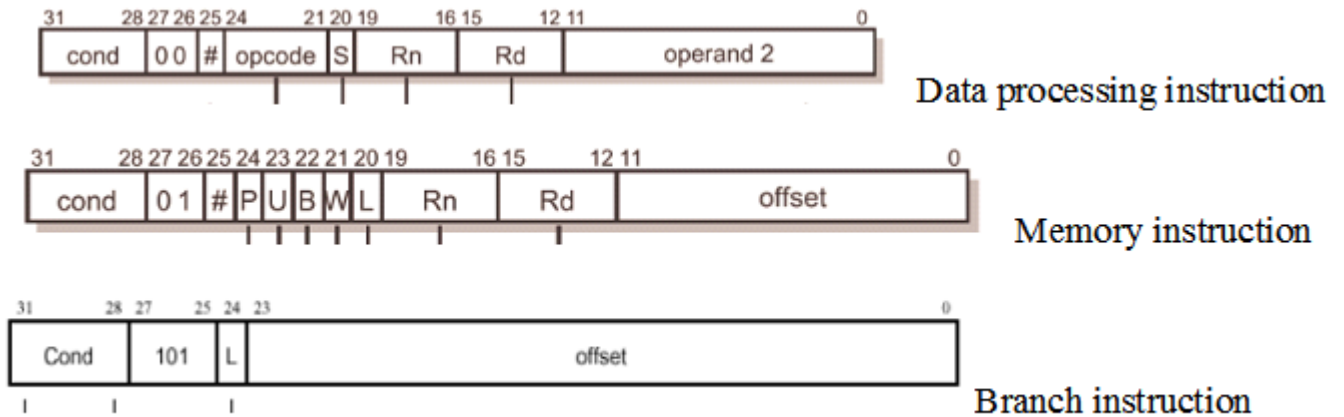 31 28 27 26 25 24 21 20 19 16 15 12 11 0
cond 0 0 # opcode S Rn Rd operand 2
Data processing instruction
31 28 27 26 25 24 23 22 21 20 19 16 15 12 11 0
cond 0 1 # P U B W L Rn Rd offset
Memory instruction
31 28 27 25 24 23 0
Cond 101 L offset
Branch instruction